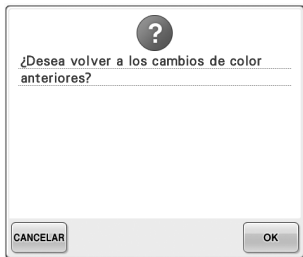 ?
¿Desea volver a los cambios de color
anteriores?
CANCELAR
OK